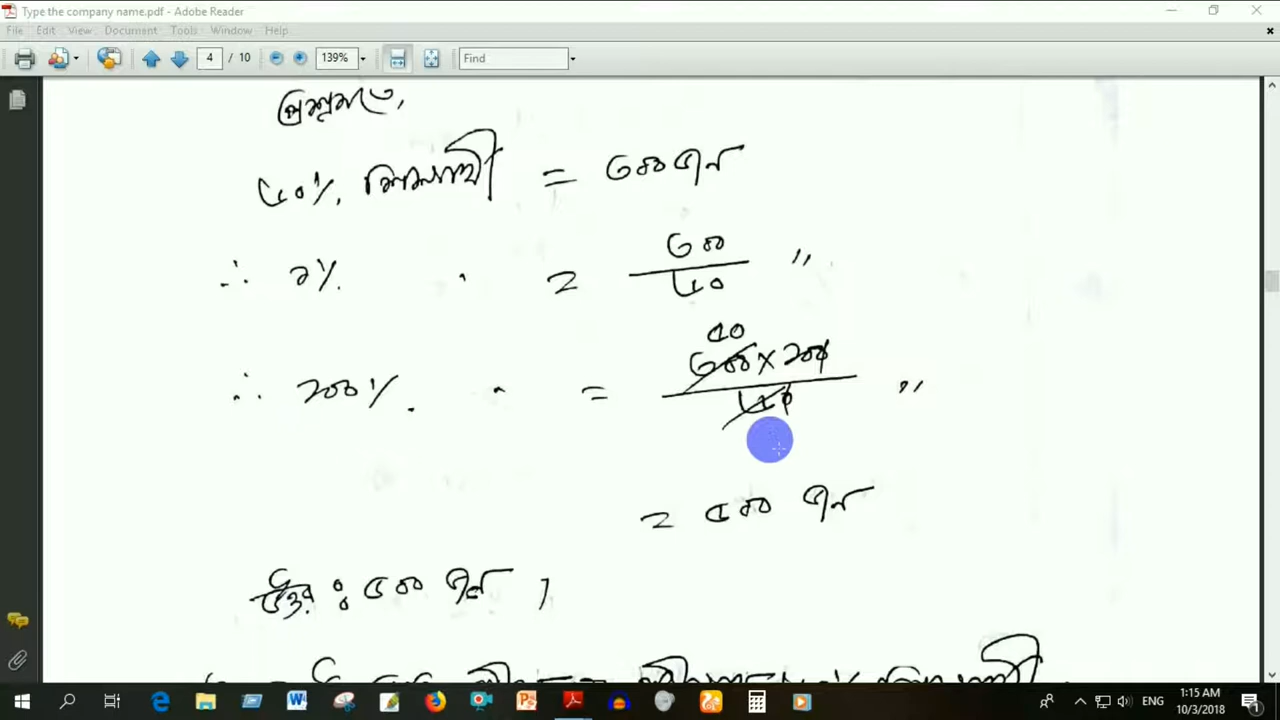 Type the company name.pdf - Adobe Reader
File Edit View Document Tools Window Help
4 / 10 139% Find
প্রশ্নমতে,
৬০% শিক্ষার্থী = ৩০০ জন
∴ ১% " = ৩০০/৬০ "
∴ ১০০% " = ৫০ ৩০০×১০০/৬০ "
= ৫০০ জন
উত্তর : ৫০০ জন ।
ENG 1:15 AM
10/3/2018